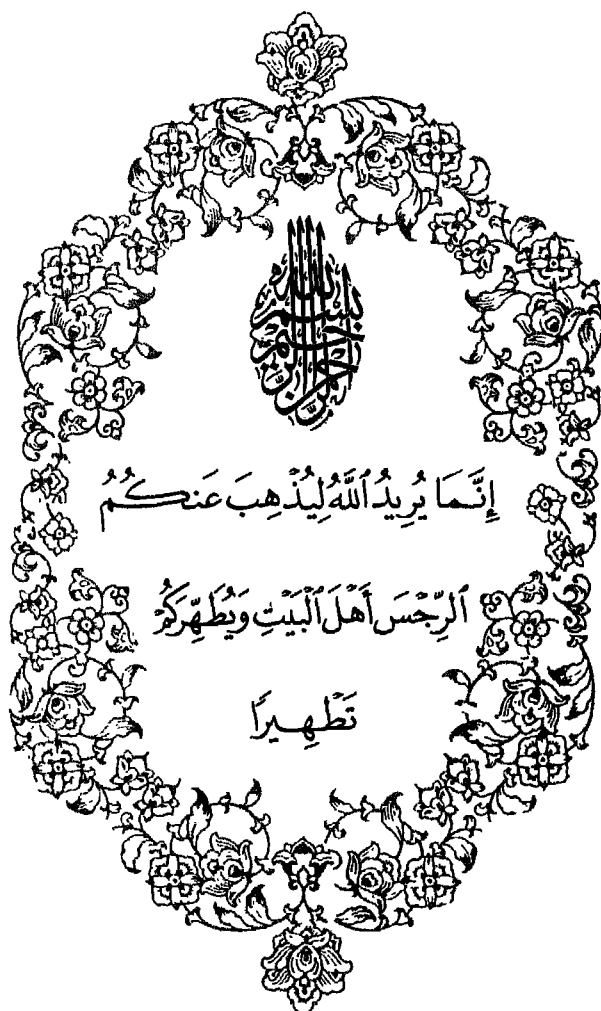 بسم الله الرحمن الرحيم
إِنَّمَا يُرِيدُ ٱللَّهُ لِيُذْهِبَ عَنكُمُ
ٱلرِّجْسَ أَهْلَ ٱلْبَيْتِ وَيُطَهِّرَكُمْ
تَطْهِيرًا